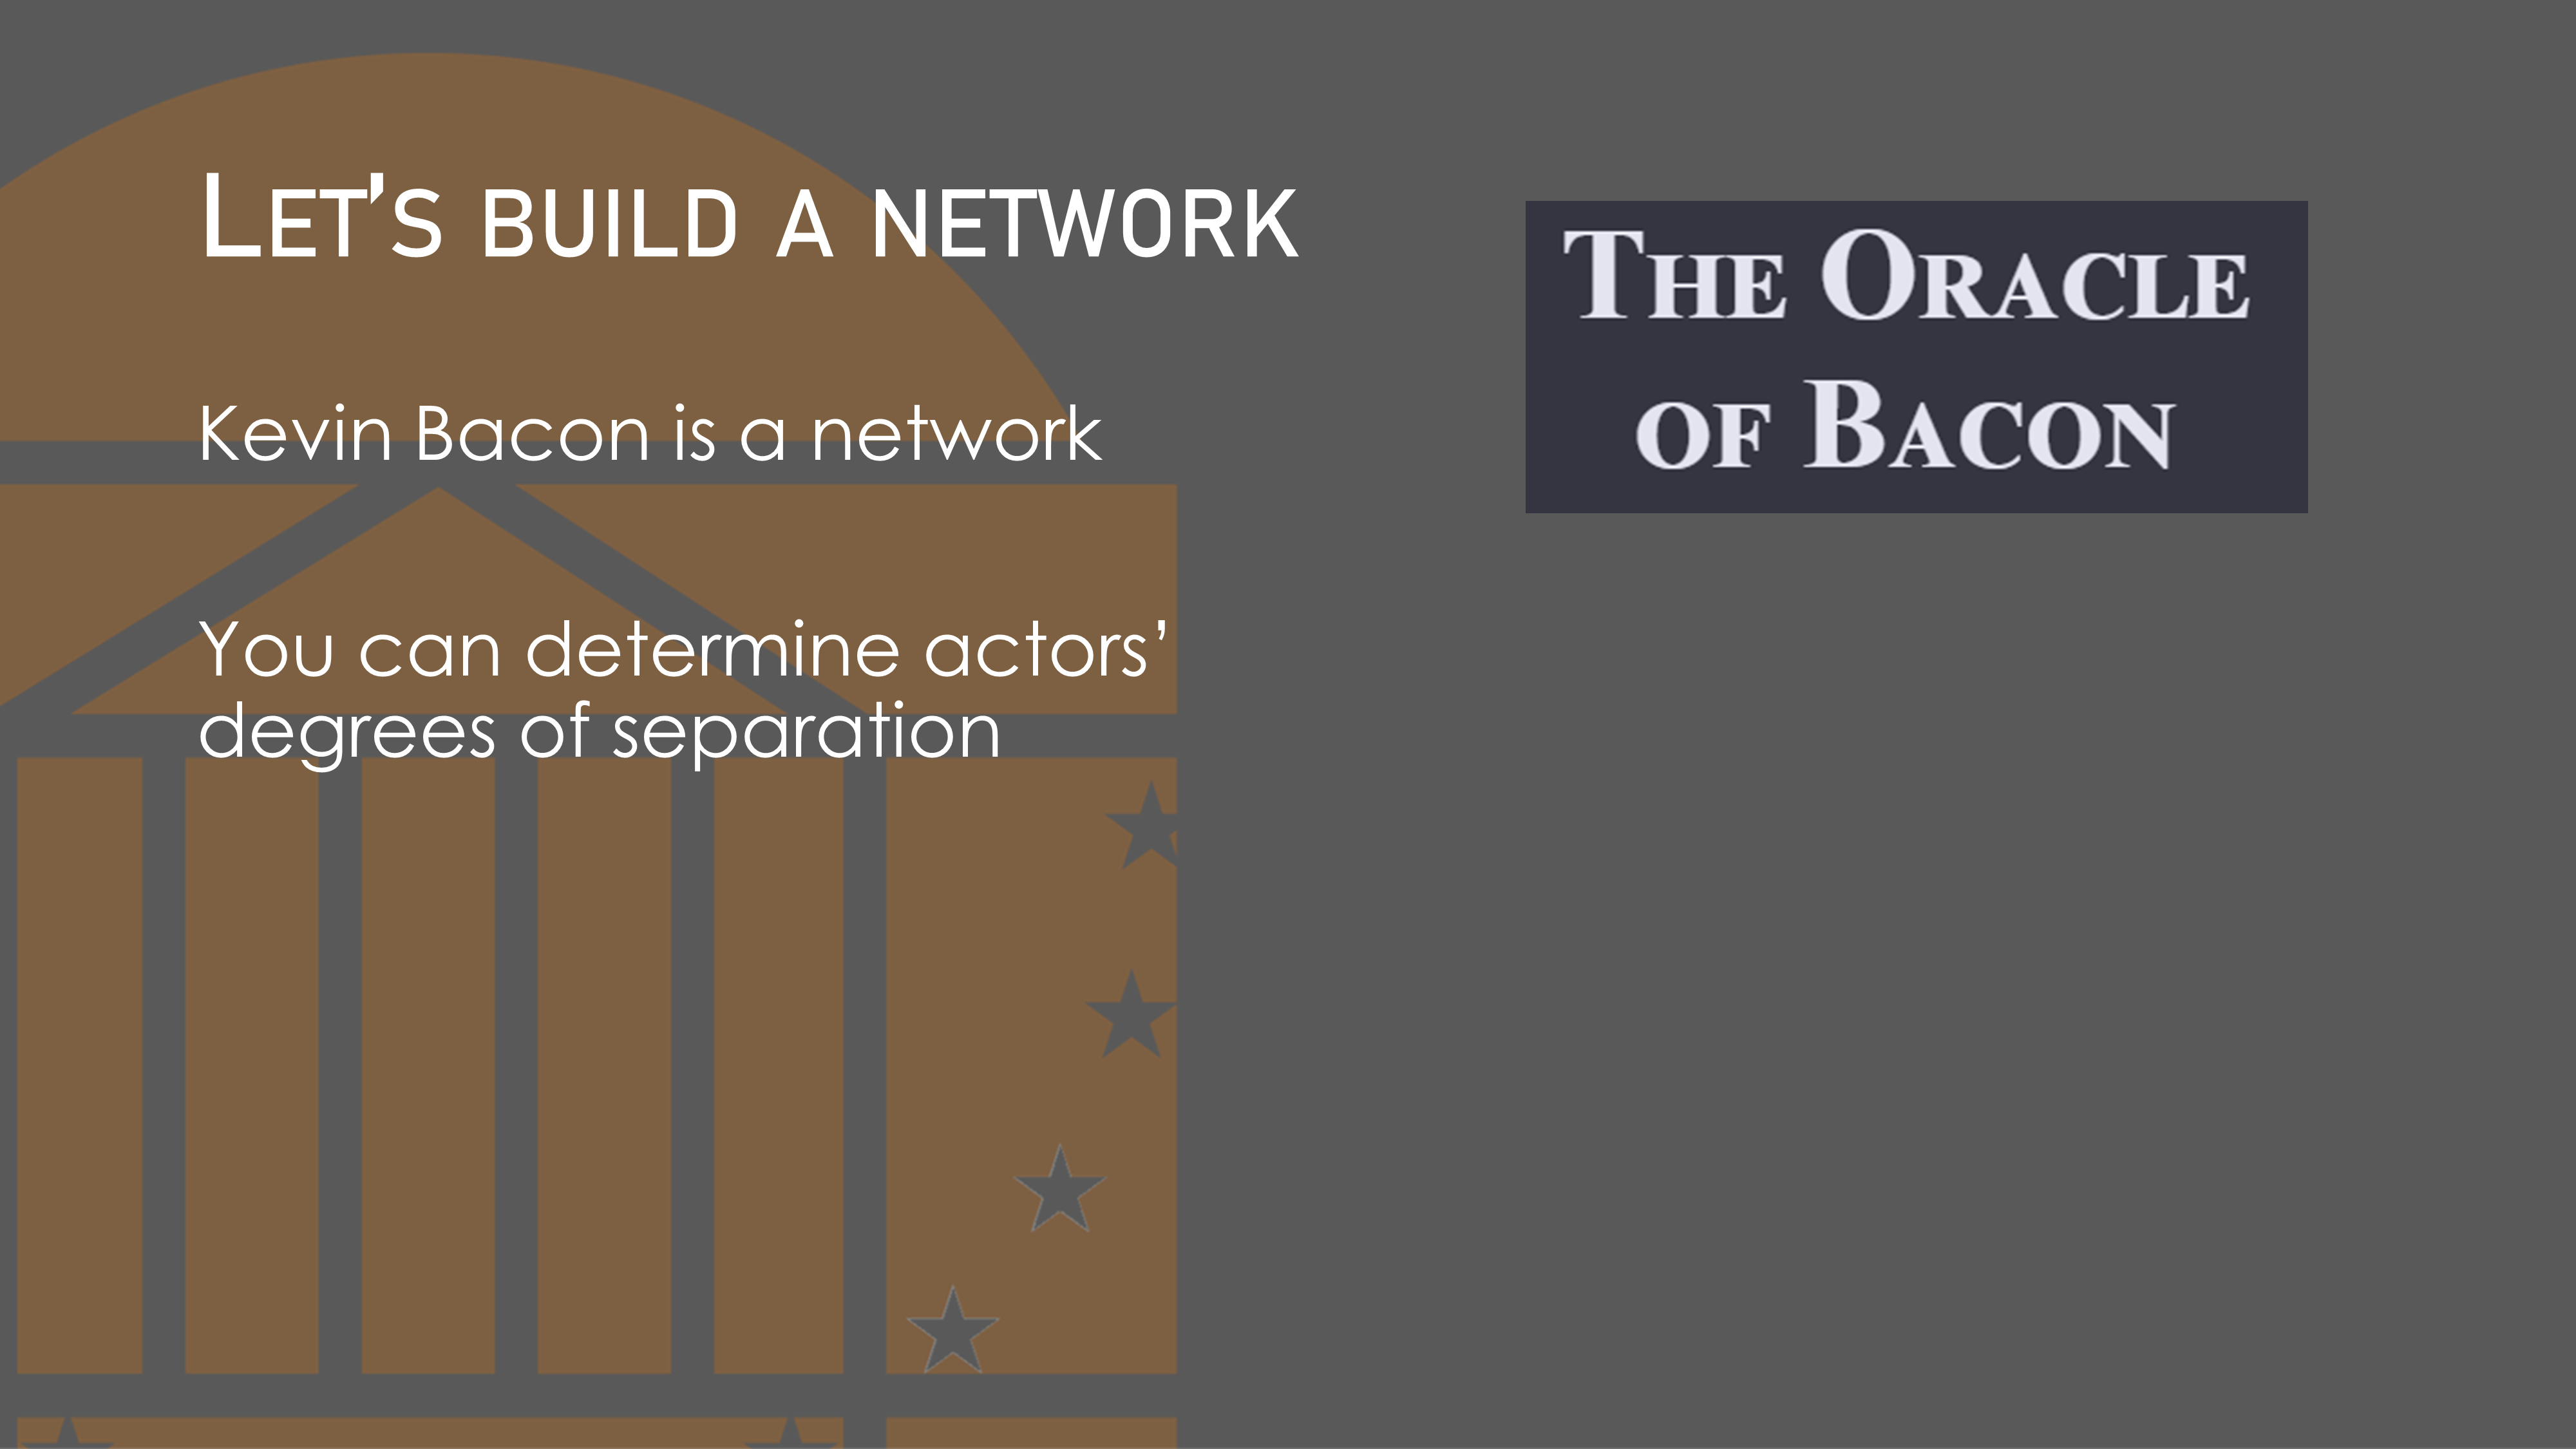 Let’s build a network
Kevin Bacon is a network
You can determine actors’
degrees of separation
The Oracle
of Bacon